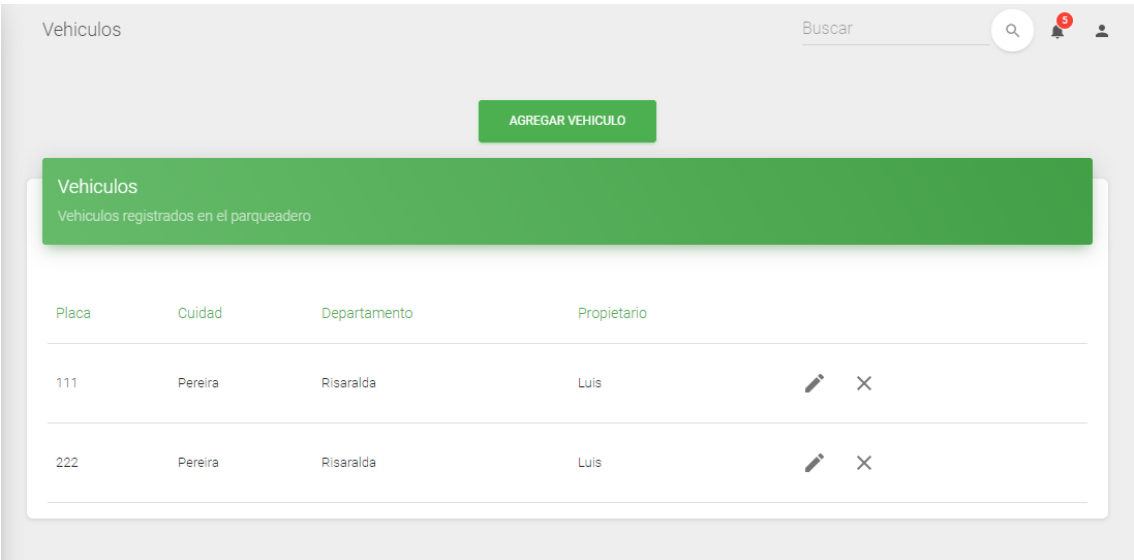 Vehiculos
Buscar
5
AGREGAR VEHICULO
Vehiculos
Vehiculos registrados en el parqueadero
Placa Cuidad Departamento Propietario
111 Pereira Risaralda Luis
222 Pereira Risaralda Luis